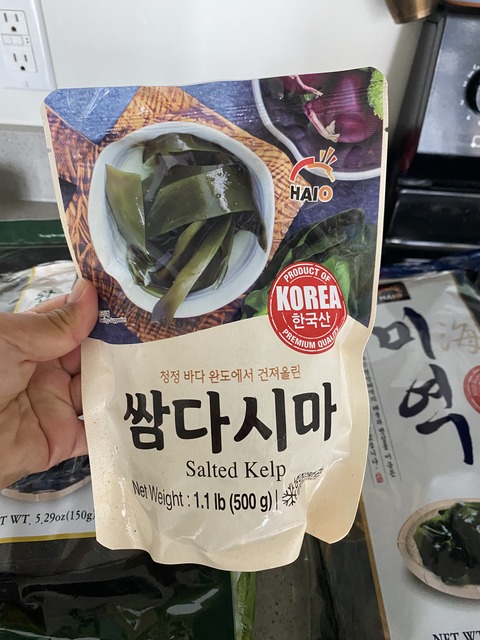 HAIO
PRODUCT OF
KOREA
한국산
PREMIUM QUALITY
청정 바다 완도에서 건져올린
쌈다시마
Salted Kelp
Net Weight : 1.1 lb (500 g)
T WT. 5.29oz(150g)
HAIO
미역
海
NET W